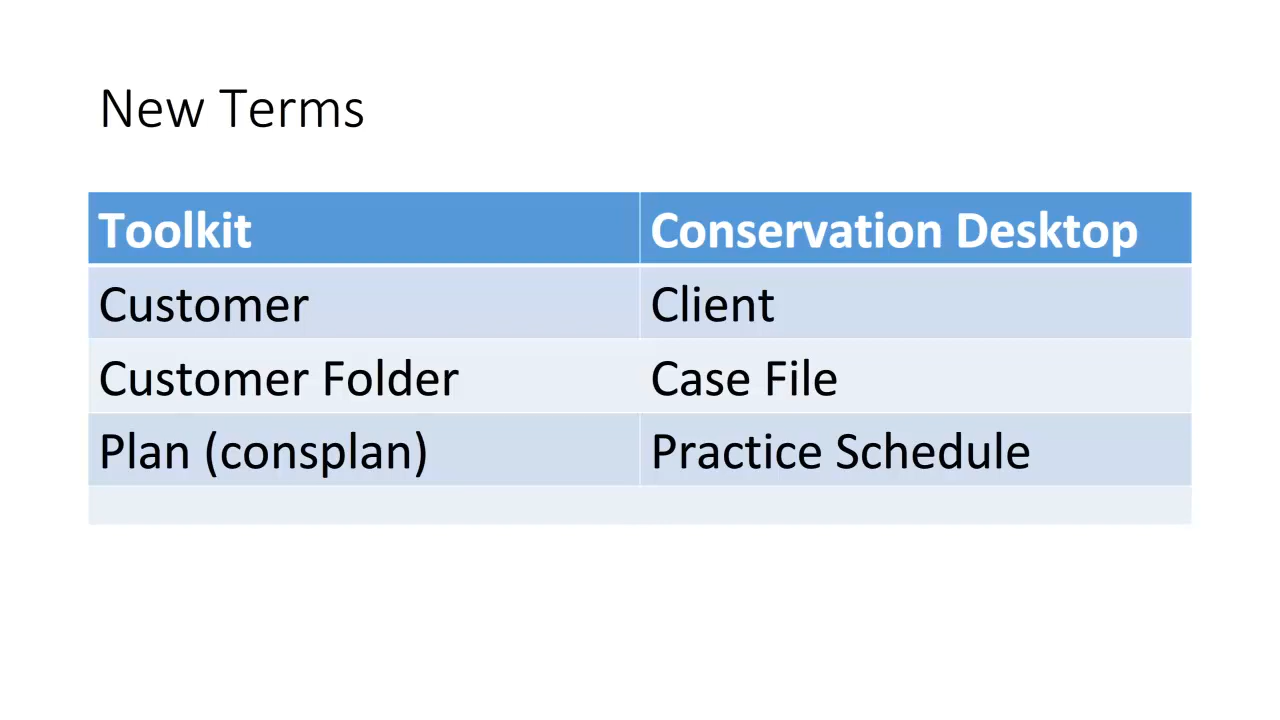 New Terms
Toolkit Conservation Desktop
Customer Client
Customer Folder Case File
Plan (consplan) Practice Schedule